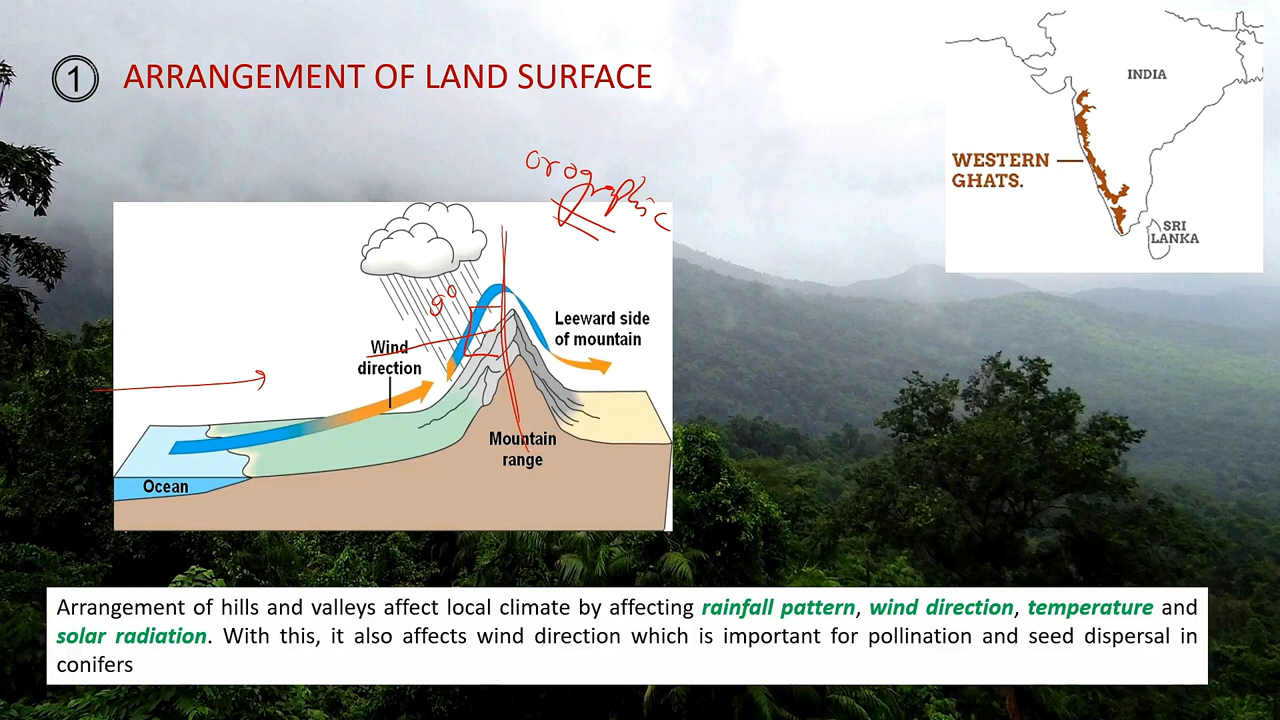 1 ARRANGEMENT OF LAND SURFACE
INDIA
WESTERN
GHATS.
SRI
LANKA
orographic
90
Leeward side
of mountain
Wind
direction
Mountain
range
Ocean
Arrangement of hills and valleys affect local climate by affecting rainfall pattern, wind direction, temperature and
solar radiation. With this, it also affects wind direction which is important for pollination and seed dispersal in
conifers